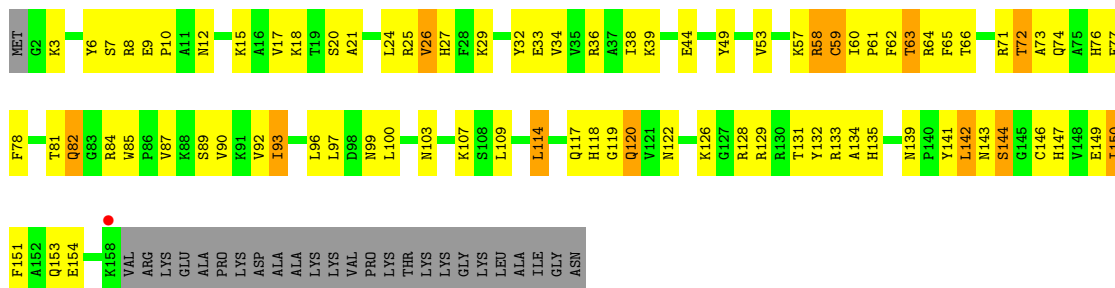 MET G2 K3 Y6 S7 R8 E9 P10 A11 N12 K15 A16 V17 K18 T19 S20 A21 L24 R25 V26 H27 F28 K29 Y32 E33 V34 V35 R36 A37 I38 K39 E44 Y49 V53 K57 R58 C59 I60 P61 F62 T63 R64 F65 T66 R71 T72 A73 Q74 A75 H76
F78 T81 Q82 G83 R84 W85 P86 V87 K88 S89 V90 K91 V92 I93 L96 L97 D98 N99 L100 N103 K107 S108 L109 L114 Q117 H118 G119 Q120 V121 N122 K126 G127 R128 R129 R130 T131 Y132 R133 A134 H135 N139 P140 Y141 L142 N143 S144 G145 C146 H147 V148 E149
F151 A152 Q153 E154 K158 VAL ARG LYS GLU ALA PRO LYS ASP ALA ALA LYS LYS VAL PRO LYS THR LYS LYS GLY LYS LEU ALA ILE GLY ASN